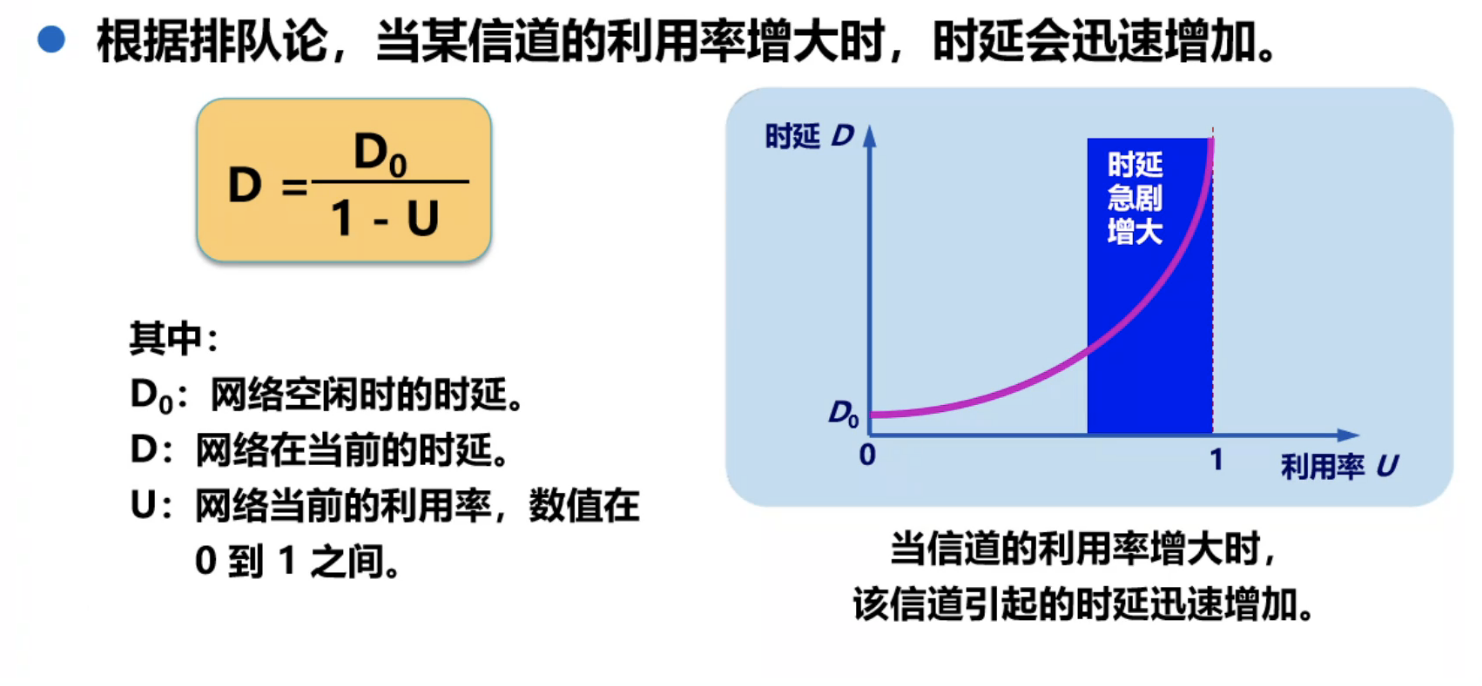 根据排队论，当某信道的利用率增大时，时延会迅速增加。
D = D₀ / 1 - U
其中：
D₀：网络空闲时的时延。
D：网络在当前的时延。
U：网络当前的利用率，数值在
0 到 1 之间。
时延 D
时延
急剧
增大
D₀
0
1
利用率 U
当信道的利用率增大时，
该信道引起的时延迅速增加。